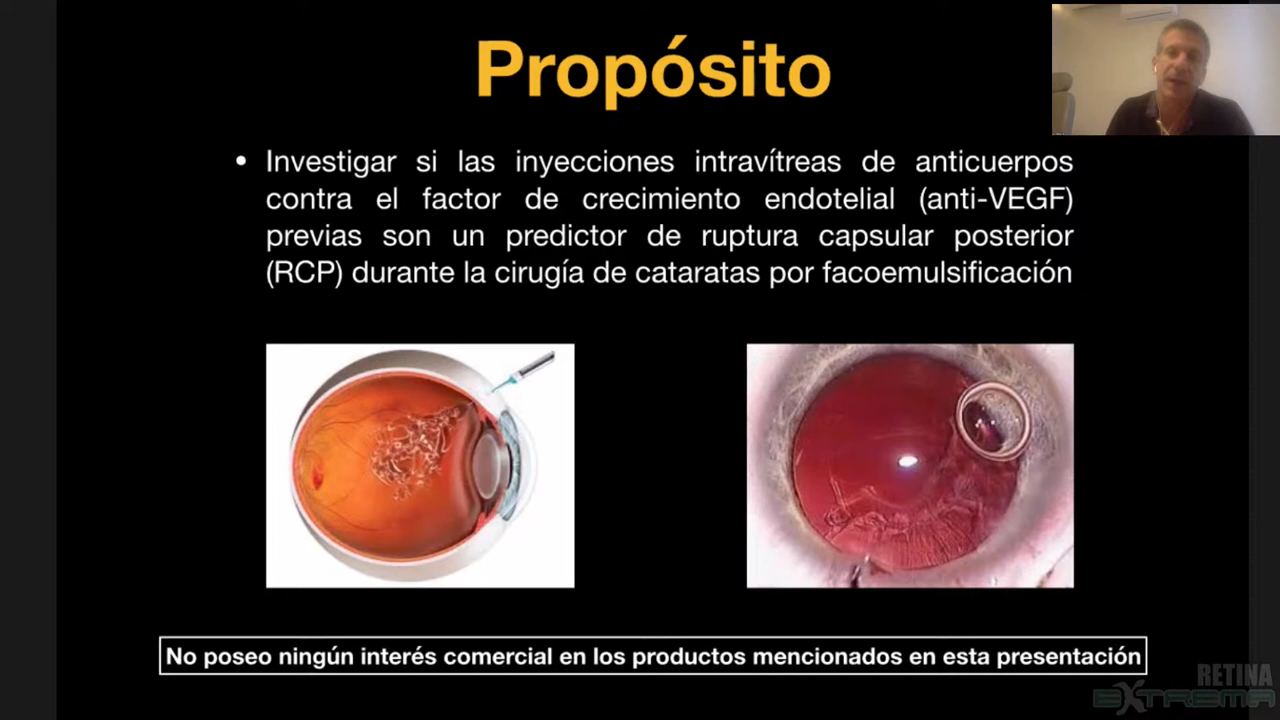 Propósito
• Investigar si las inyecciones intravítreas de anticuerpos
contra el factor de crecimiento endotelial (anti-VEGF)
previas son un predictor de ruptura capsular posterior
(RCP) durante la cirugía de cataratas por facoemulsificación
No poseo ningún interés comercial en los productos mencionados en esta presentación
RETINA
EXTREMA